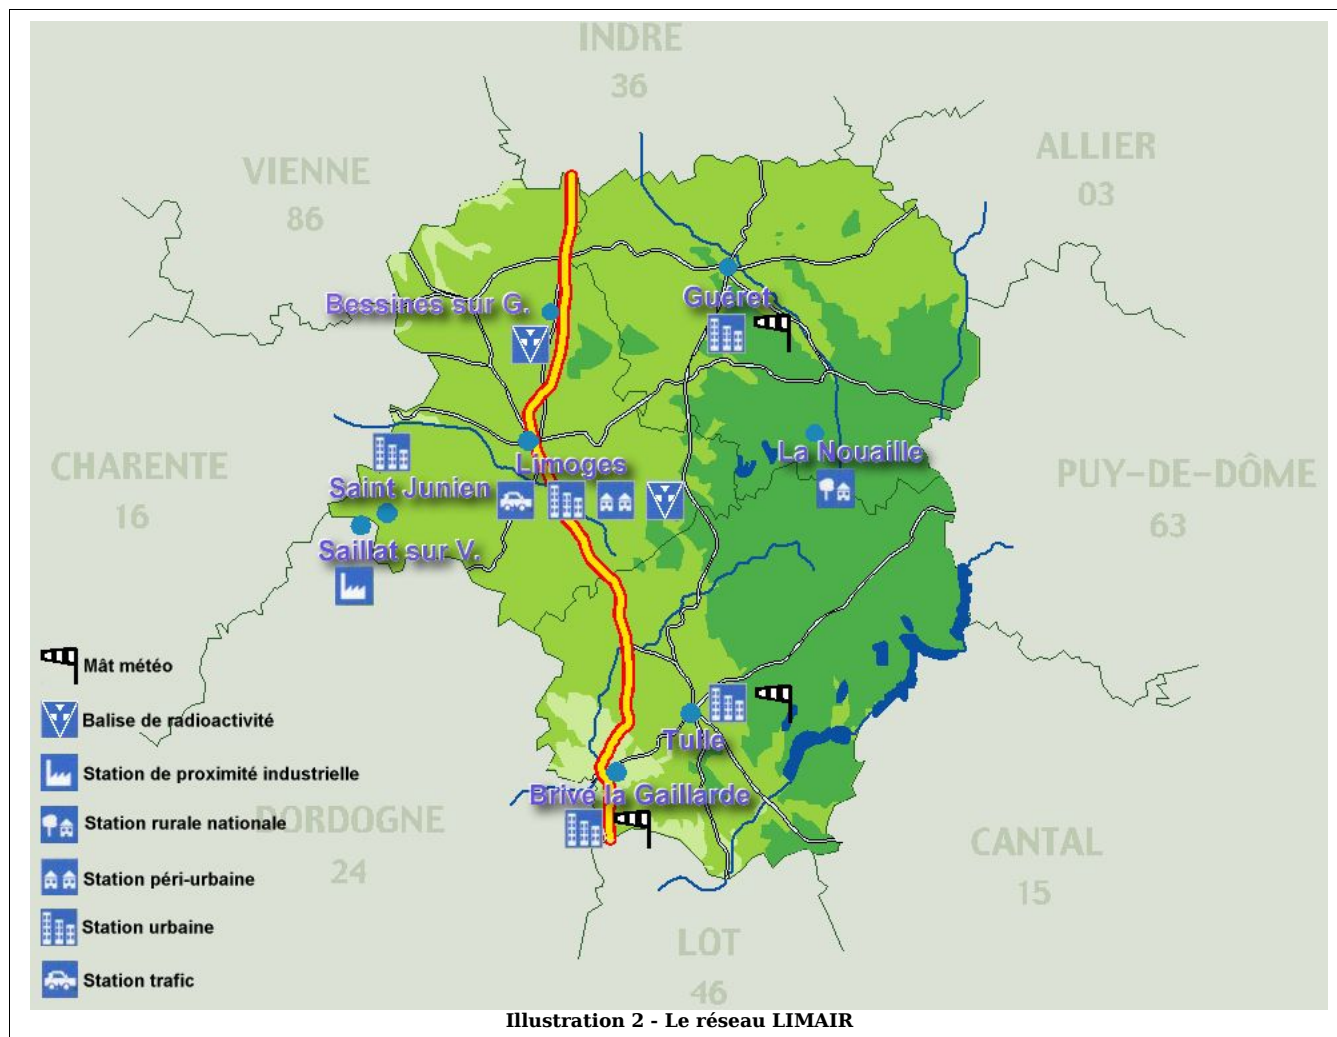 INDRE
36
ALLIER
03
VIENNE
86
Bessines sur G.
Guéret
CHARENTE
16
Limoges
La Nouaille
PUY-DE-DÔME
63
Saint Junien
Saillat sur V.
Mât météo
Balise de radioactivité
Station de proximité industrielle
Station rurale nationale
Station péri-urbaine
Station urbaine
Station trafic
Tulle
Brive la Gaillarde
DORDOGNE
24
CANTAL
15
LOT
46
Illustration 2 - Le réseau LIMAIR